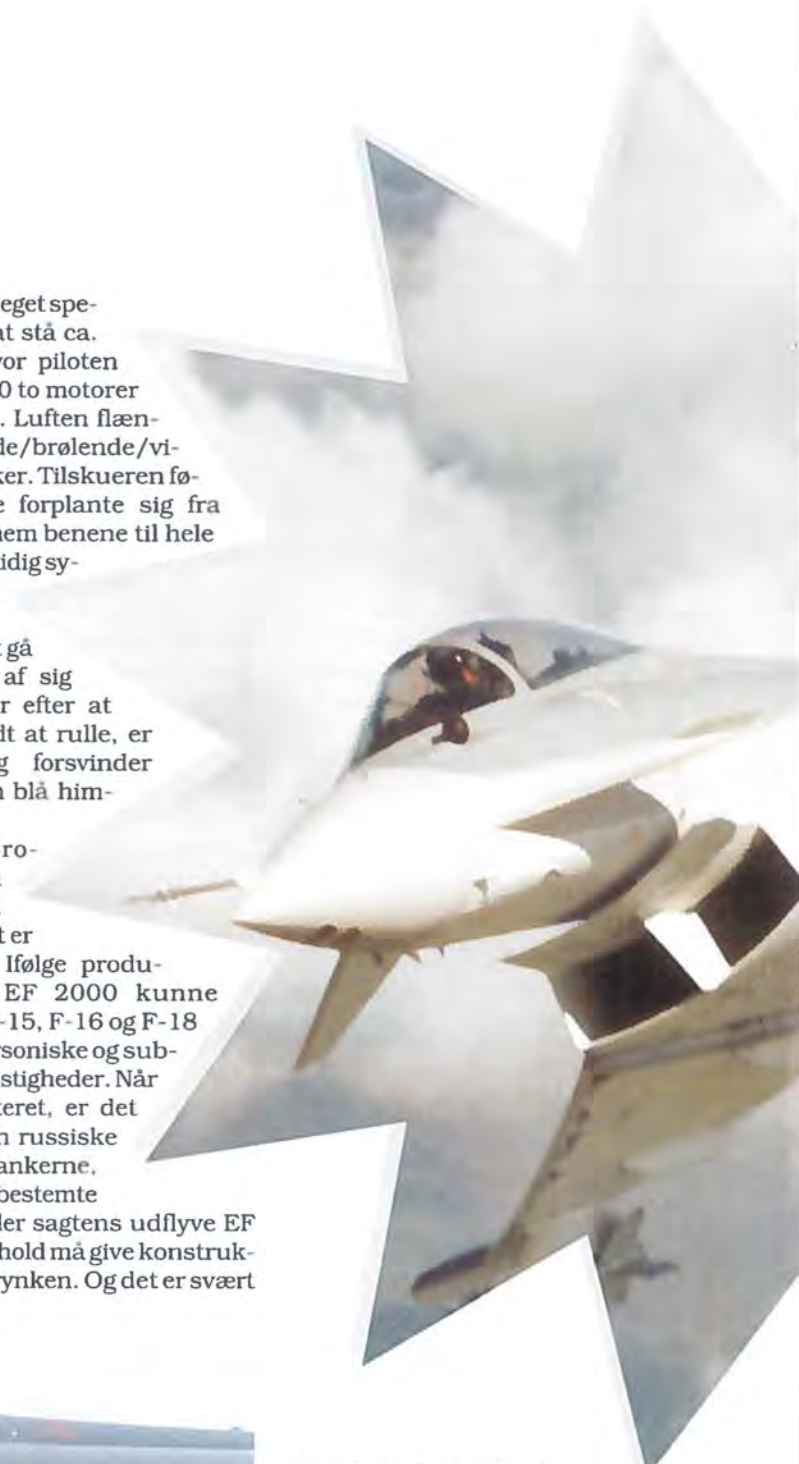 eget spe-
at stå ca.
vor piloten
0 to motorer
. Luften flæn-
de/brølende/vi-
ker. Tilskueren fø-
e forplante sig fra
nem benene til hele
idig sy-
t gå
af sig
r efter at
dt at rulle, er
g forsvinder
n blå him-
ro-
t er
Ifølge produ-
EF 2000 kunne
-15, F-16 og F-18
rsoniske og sub-
stigheder. Når
teret, er det
n russiske
ankerne,
bestemte
ler sagtens udflyve EF
hold må give konstruk-
rynken. Og det er svært